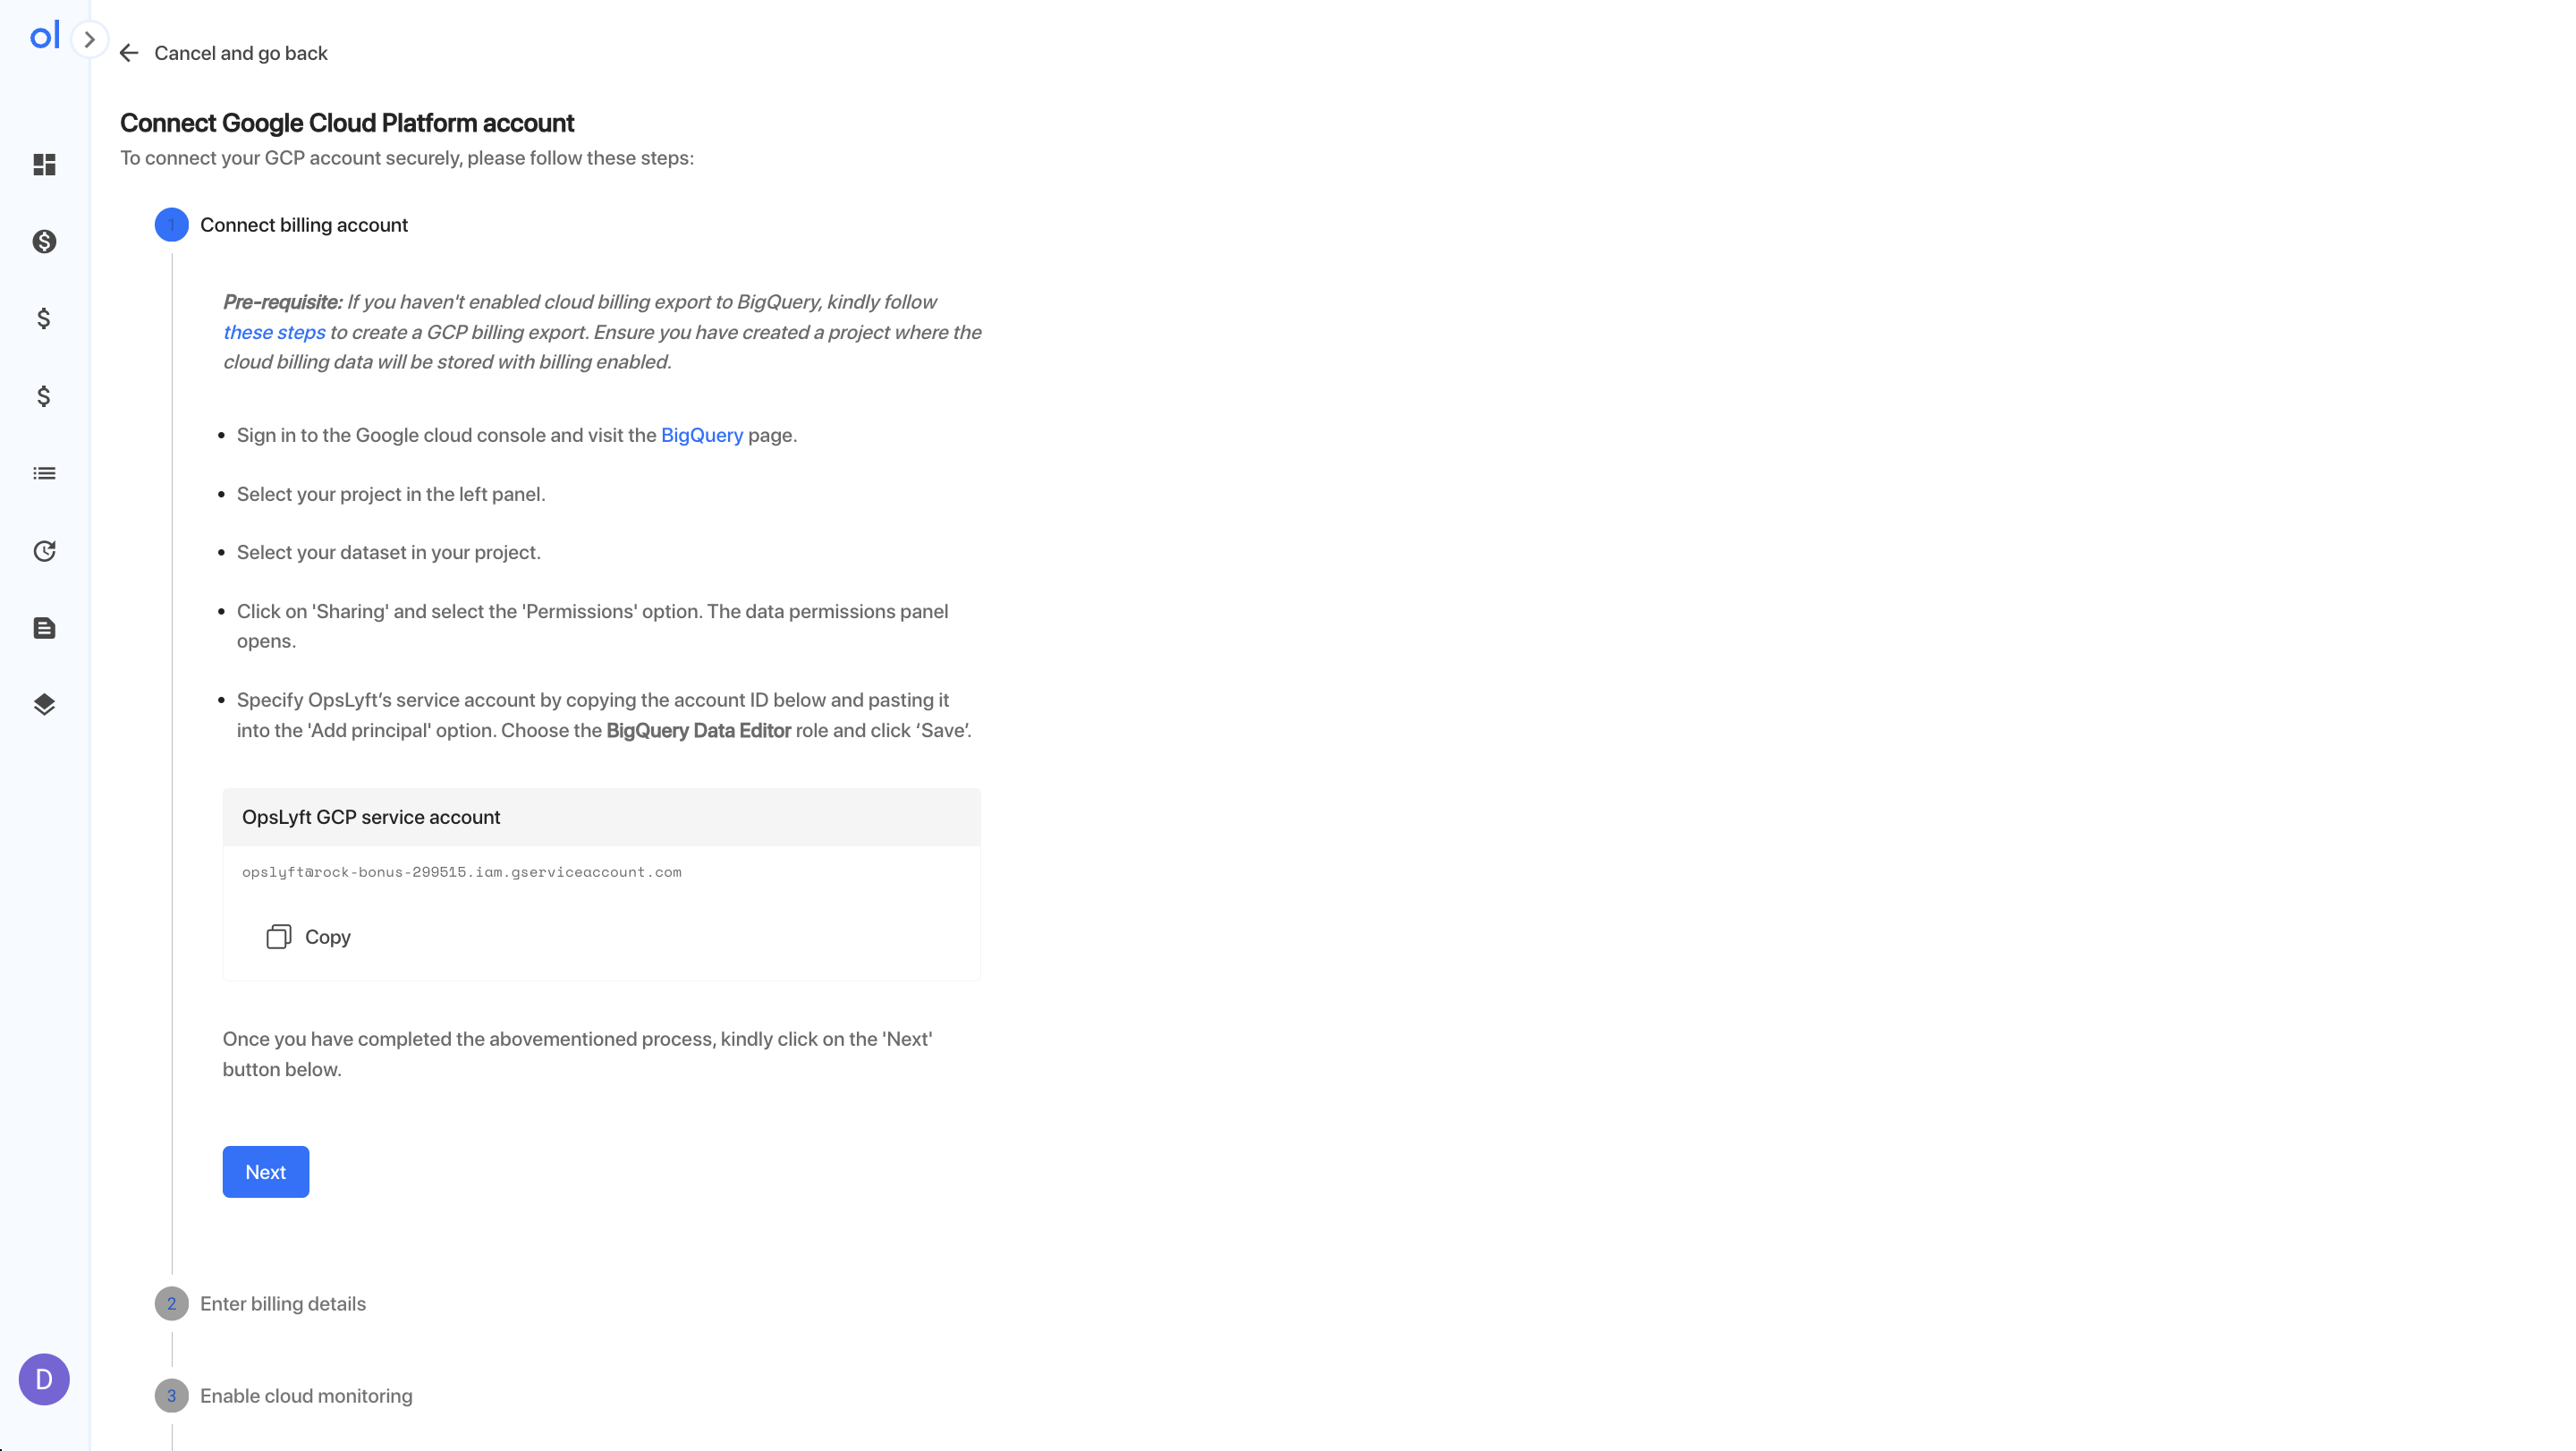 ol
Cancel and go back
Connect Google Cloud Platform account
To connect your GCP account securely, please follow these steps:
1 Connect billing account
Pre-requisite: If you haven't enabled cloud billing export to BigQuery, kindly follow
these steps to create a GCP billing export. Ensure you have created a project where the
cloud billing data will be stored with billing enabled.
• Sign in to the Google cloud console and visit the BigQuery page.
• Select your project in the left panel.
• Select your dataset in your project.
• Click on 'Sharing' and select the 'Permissions' option. The data permissions panel
opens.
• Specify OpsLyft‘s service account by copying the account ID below and pasting it
into the 'Add principal' option. Choose the BigQuery Data Editor role and click ‘Save’.
OpsLyft GCP service account
opslyft@rock-bonus-299515.iam.gserviceaccount.com
Copy
Once you have completed the abovementioned process, kindly click on the 'Next'
button below.
Next
2 Enter billing details
3 Enable cloud monitoring
D